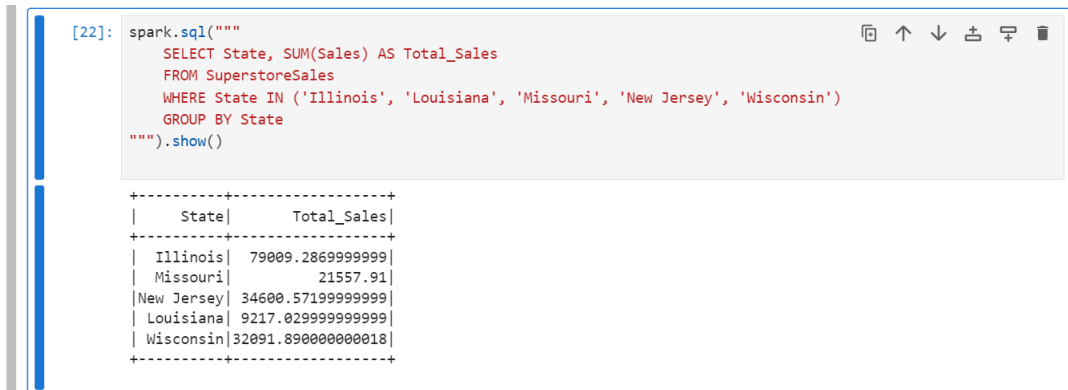 [22]: spark.sql("""
    SELECT State, SUM(Sales) AS Total_Sales
    FROM SuperstoreSales
    WHERE State IN ('Illinois', 'Louisiana', 'Missouri', 'New Jersey', 'Wisconsin')
    GROUP BY State
""").show()
+----------+------------------+
|     State|       Total_Sales|
+----------+------------------+
|  Illinois|  79009.2869999999|
|  Missouri|          21557.91|
|New Jersey| 34600.57199999999|
| Louisiana| 9217.029999999999|
| Wisconsin|32091.890000000018|
+----------+------------------+